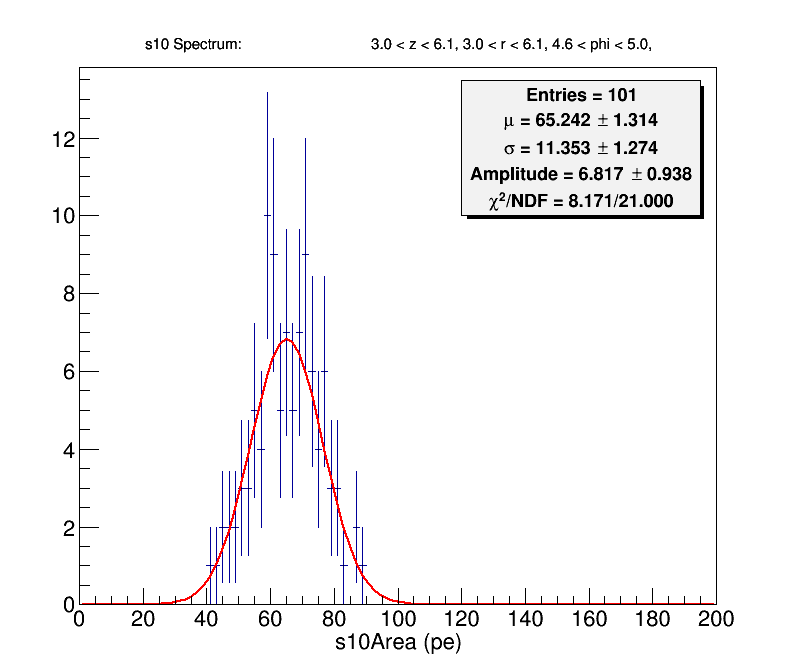 s10 Spectrum: 3.0 < z < 6.1, 3.0 < r < 6.1, 4.6 < phi < 5.0,
Entries = 101
μ = 65.242 ± 1.314
σ = 11.353 ± 1.274
Amplitude = 6.817 ± 0.938
χ²/NDF = 8.171/21.000
12
10
8
6
4
2
0
0 20 40 60 80 100 120 140 160 180 200
s10Area (pe)